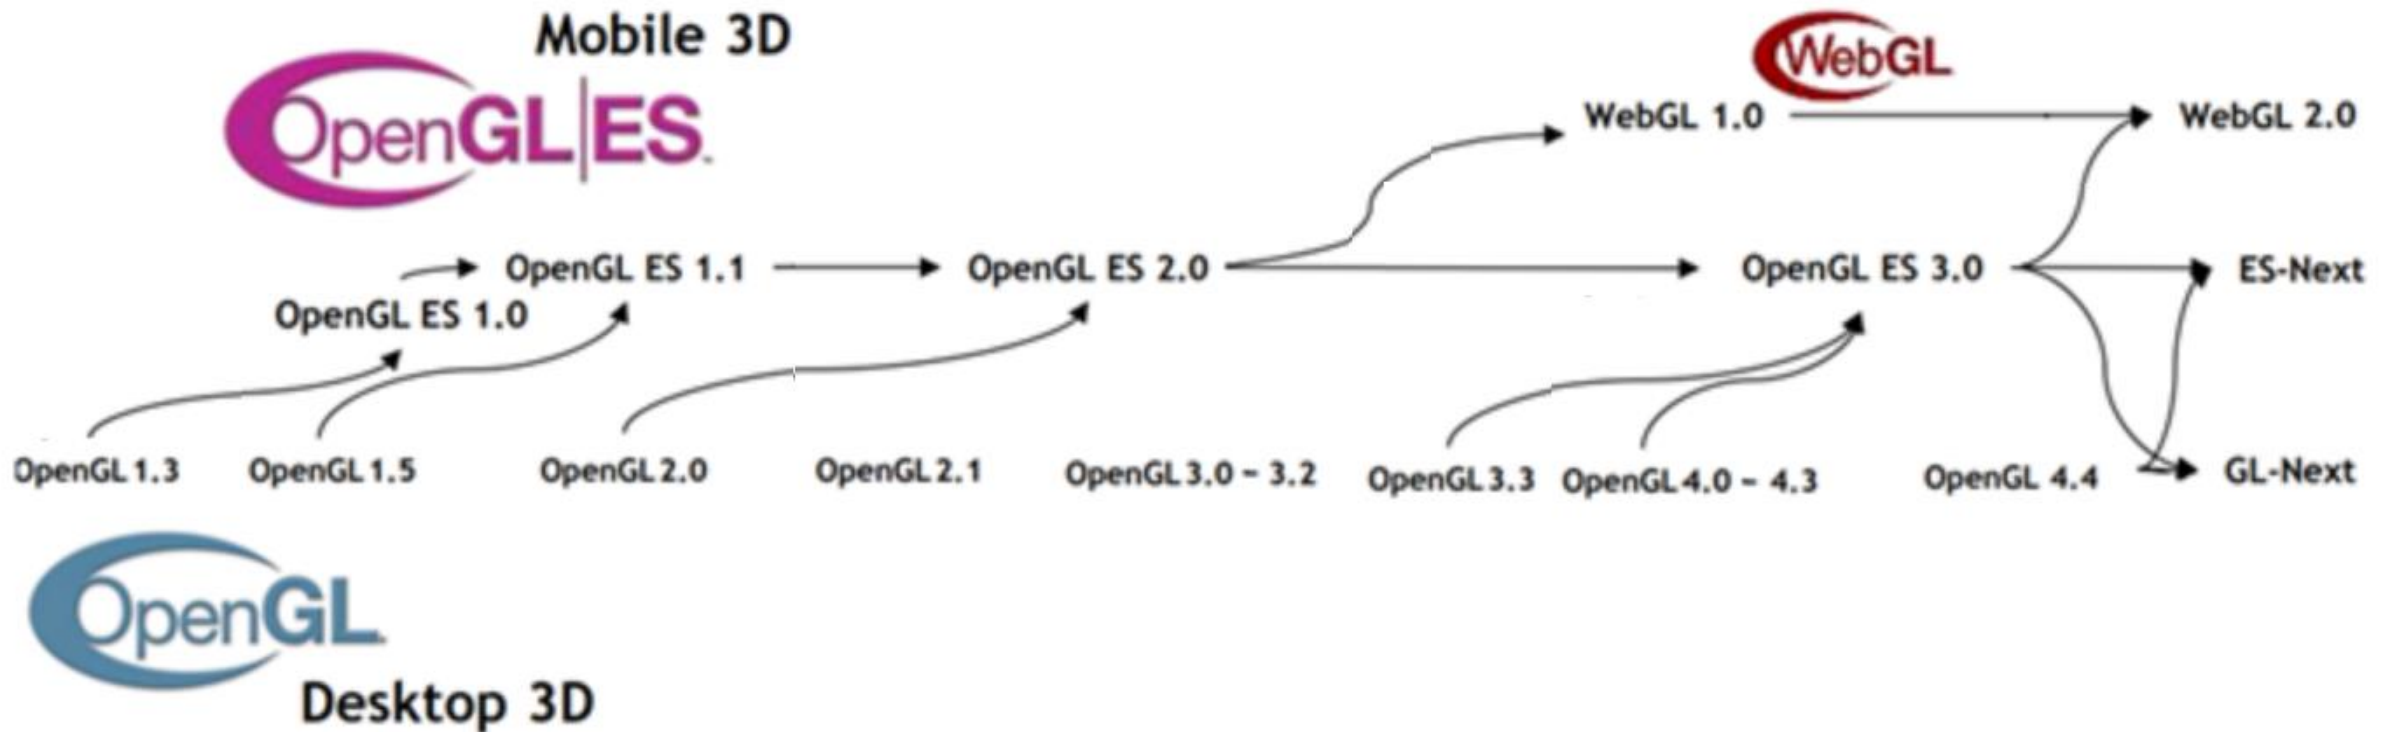 Mobile 3D
OpenGL|ES
WebGL
WebGL 1.0
WebGL 2.0
OpenGL ES 1.1
OpenGL ES 2.0
OpenGL ES 3.0
ES-Next
OpenGL ES 1.0
OpenGL 1.3
OpenGL 1.5
OpenGL 2.0
OpenGL 2.1
OpenGL 3.0 – 3.2
OpenGL 3.3
OpenGL 4.0 – 4.3
OpenGL 4.4
GL-Next
OpenGL
Desktop 3D